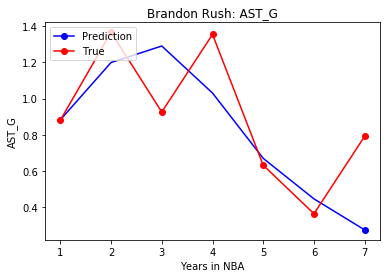 Brandon Rush: AST_G
Prediction
True
AST_G
1.4
1.2
1.0
0.8
0.6
0.4
1 2 3 4 5 6 7
Years in NBA